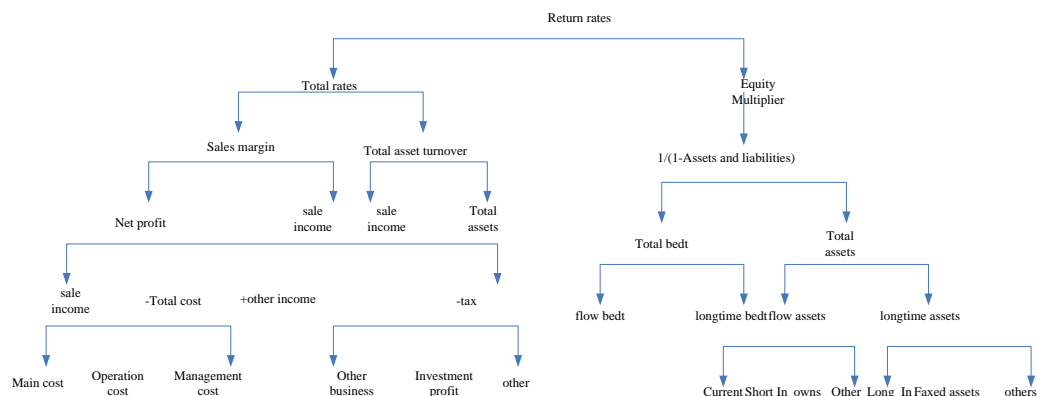 Return rates
Total rates
Equity
Multiplier
Sales margin
Total asset turnover
1/(1-Assets and liabilities)
Net profit
sale
income
sale
income
Total
assets
Total bedt
Total
assets
sale
income
-Total cost
+other income
-tax
flow bedt
longtime bedt
flow assets
longtime assets
Main cost
Operation
cost
Management
cost
Other
business
Investment
profit
other
Current
Short In
owns
Other
Long In
Faxed assets
others